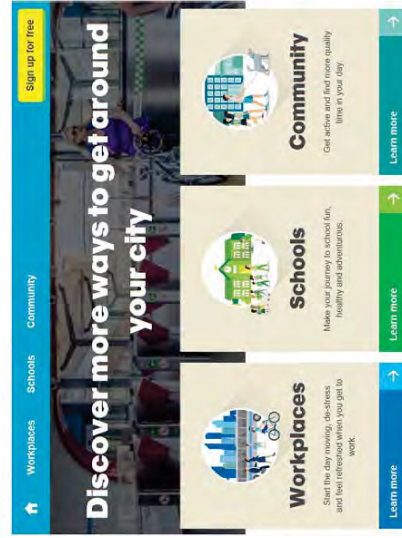 Workplaces
Schools
Community
Sign up for free
Discover more ways to get around
your city
Workplaces
Start the day moving, de-stress
and feel refreshed when you get to
work.
Learn more
Schools
Make your journey to school fun,
healthy and adventurous.
Learn more
Community
Get active and find more quality
time in your day
Learn more